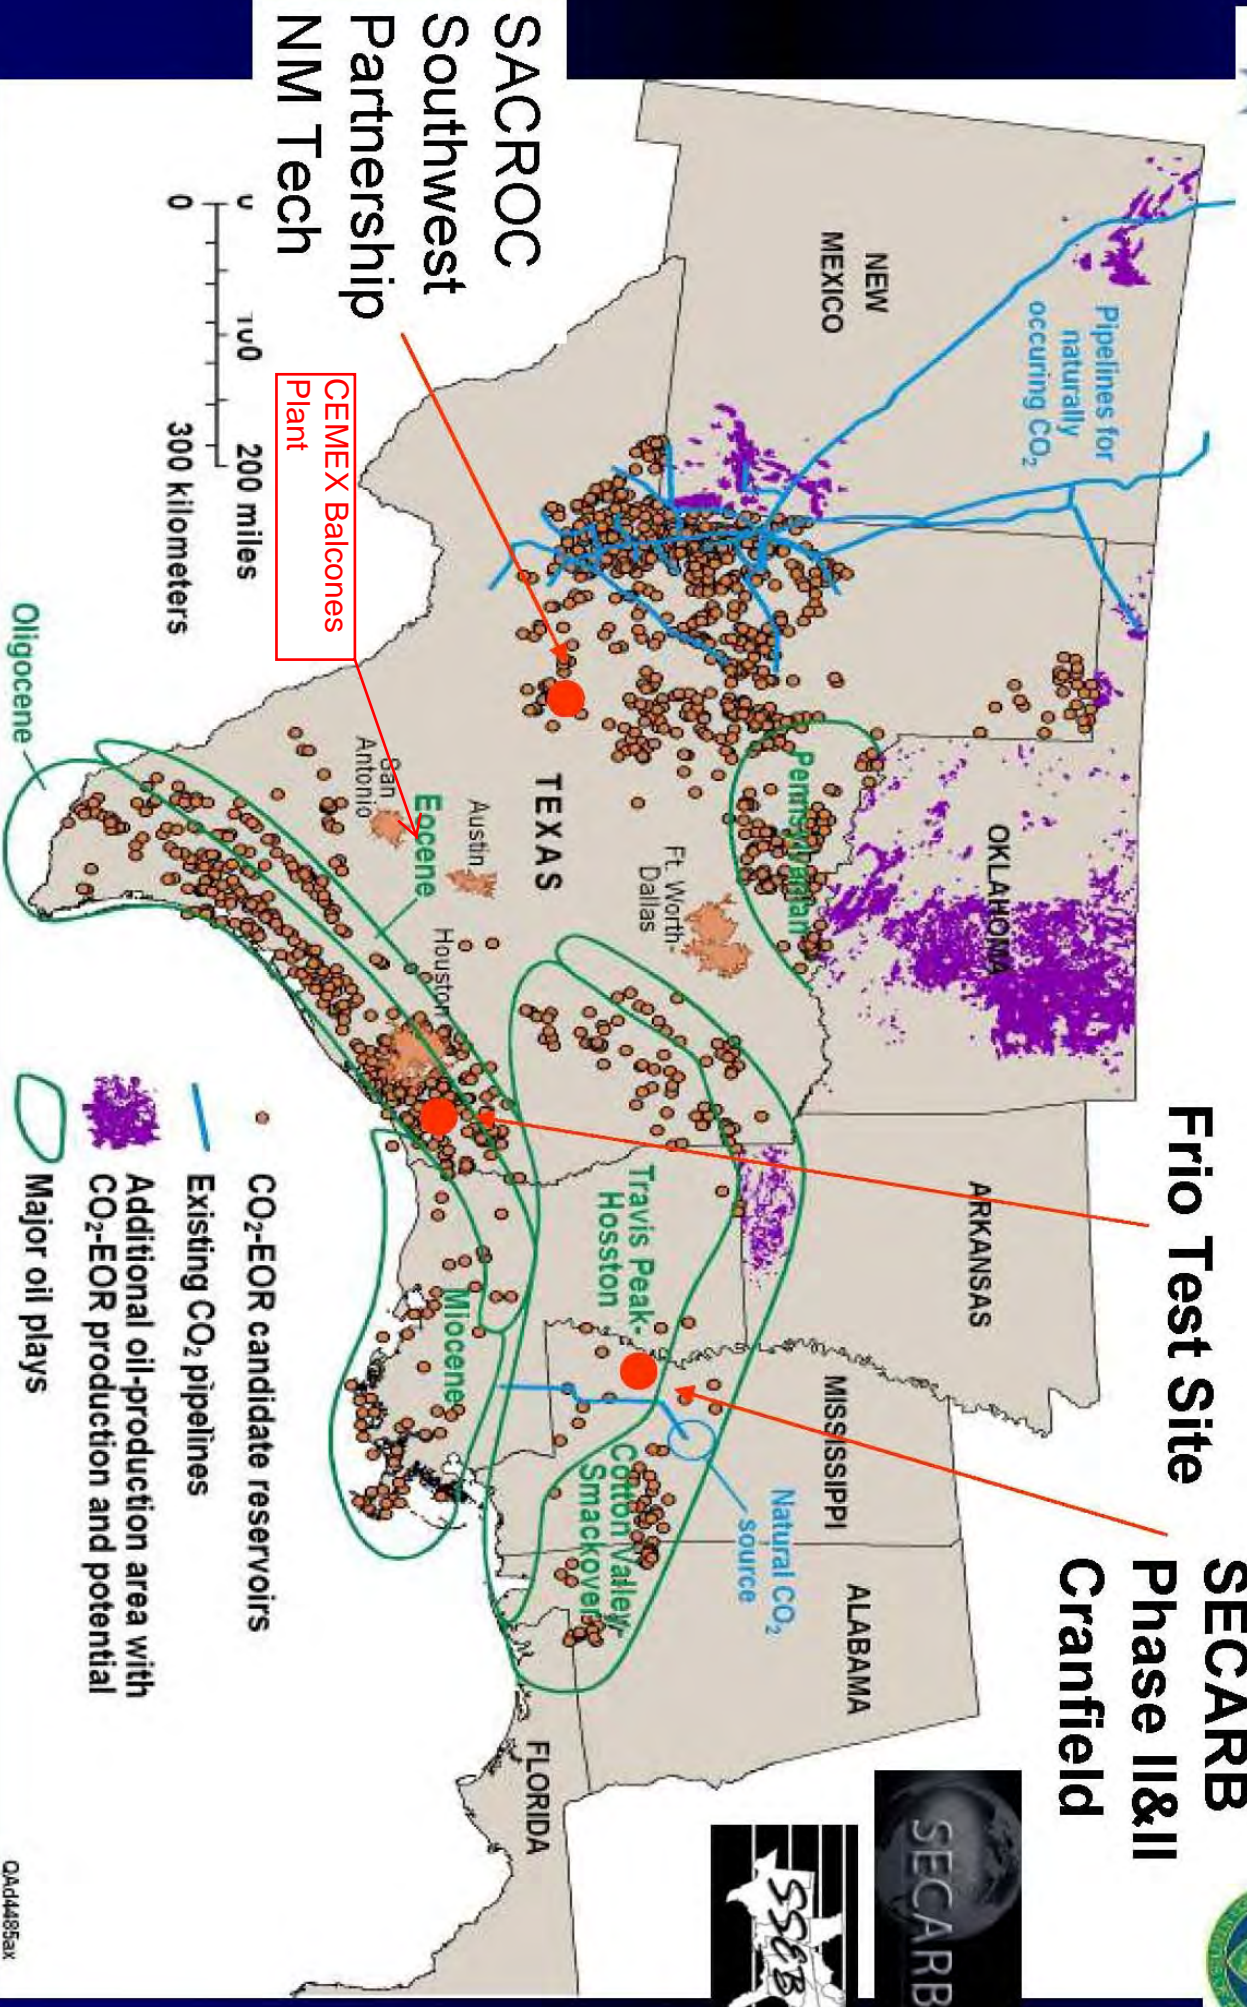 Frio Test Site
SECARB
Phase II&II
Cranfield
SECARB
SSEB
Pipelines for
naturally
occuring CO₂
NEW
MEXICO
OKLAHOMA
ARKANSAS
MISSISSIPPI
ALABAMA
FLORIDA
TEXAS
Natural CO₂
source
Pennsylvanian
Ft. Worth-
Dallas
Travis Peak-
Hosston
Cotton Valley-
Smackover
Austin
Eocene
San
Antonio
Houston
Miocene
Oligocene
SACROC
Southwest
Partnership
NM Tech
CEMEX Balcones
Plant
0 100 200 miles
0 300 kilometers
CO₂-EOR candidate reservoirs
Existing CO₂ pipelines
Additional oil-production area with
CO₂-EOR production and potential
Major oil plays
QAd4485ax